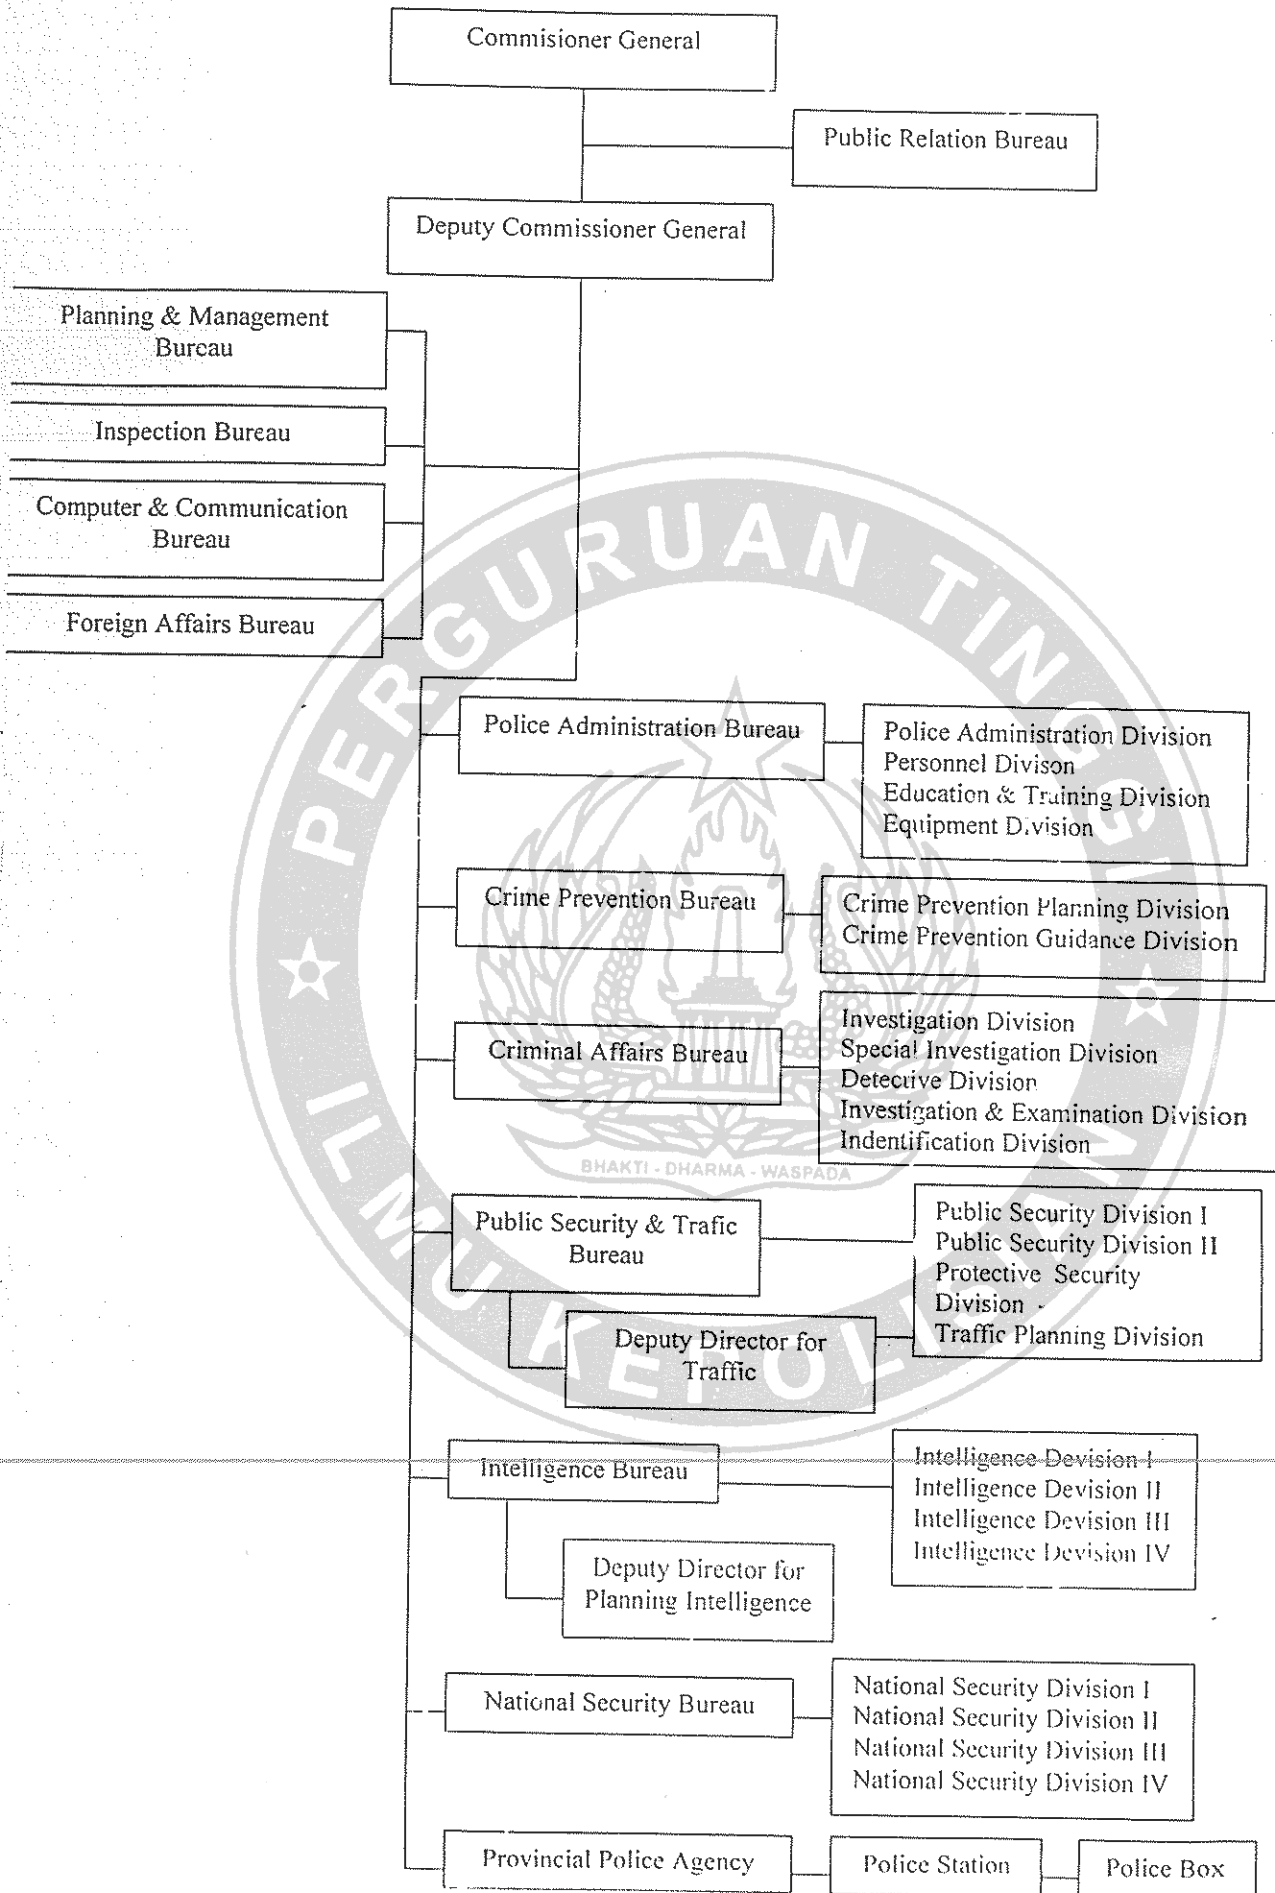 Commisioner General
Public Relation Bureau
Deputy Commissioner General
Planning & Management
Bureau
Inspection Bureau
Computer & Communication
Bureau
Foreign Affairs Bureau
Police Administration Bureau
Police Administration Division
Personnel Divison
Education & Training Division
Equipment Division
Crime Prevention Bureau
Crime Prevention Planning Division
Crime Prevention Guidance Division
Criminal Affairs Bureau
Investigation Division
Special Investigation Division
Detective Division
Investigation & Examination Division
Indentification Division
Public Security & Trafic
Bureau
Public Security Division I
Public Security Division II
Protective Security
Division -
Traffic Planning Division
Deputy Director for
Traffic
Intelligence Bureau
Intelligence Devision I
Intelligence Devision II
Intelligence Devision III
Intelligence Devision IV
Deputy Director for
Planning Intelligence
National Security Bureau
National Security Division I
National Security Division II
National Security Division III
National Security Division IV
Provincial Police Agency
Police Station
Police Box
PERGURUAN TINGGI
ILMU KEPOLISIAN
BHAKTI - DHARMA - WASPADA